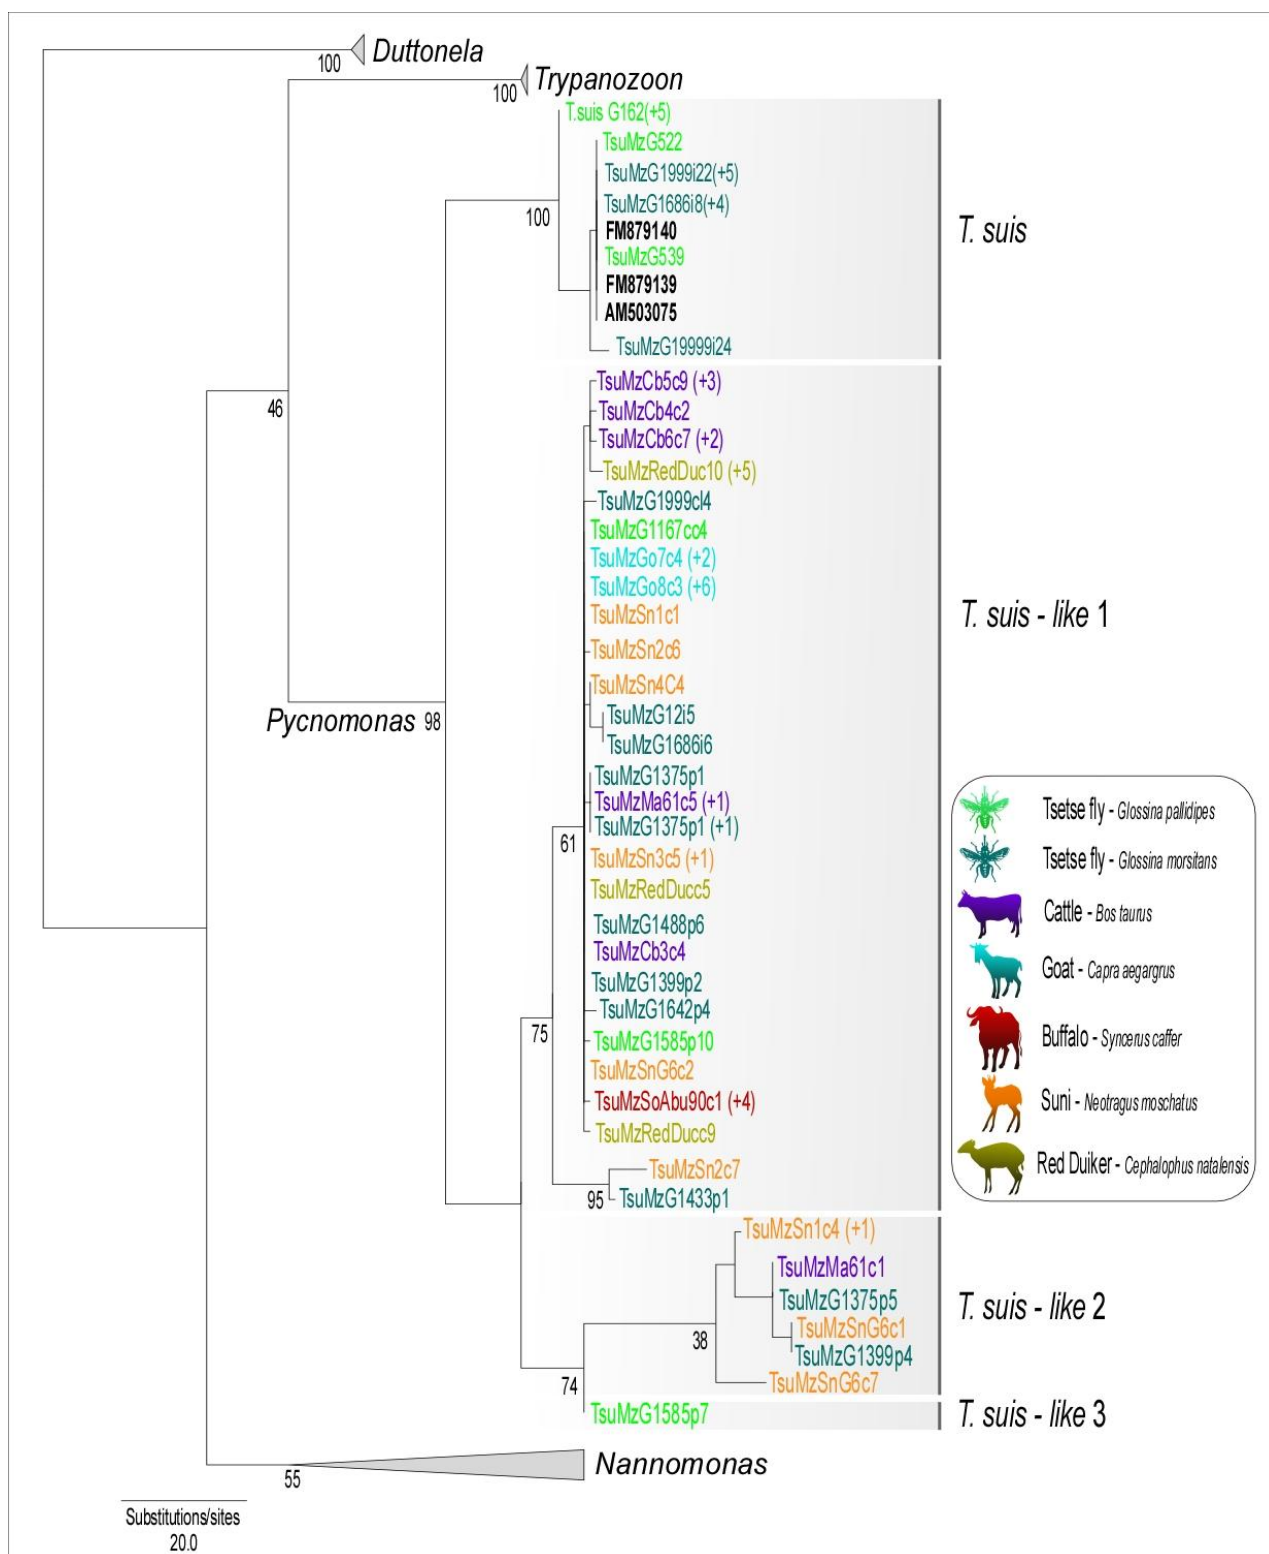 Duttonela
100
Trypanozoon
100
T.suis G162(+5)
TsuMzG522
TsuMzG1999i22(+5)
TsuMzG1686i8(+4)
100
FM879140
T. suis
TsuMzG539
FM879139
AM503075
TsuMzG19999i24
TsuMzCb5c9 (+3)
46
TsuMzCb4c2
TsuMzCb6c7 (+2)
TsuMzRedDuc10 (+5)
TsuMzG1999cl4
TsuMzG1167cc4
TsuMzGo7c4 (+2)
TsuMzGo8c3 (+6)
TsuMzSn1c1
T. suis - like 1
TsuMzSn2c6
TsuMzSn4C4
TsuMzG12i5
Pycnomonas 98
TsuMzG1686i6
TsuMzG1375p1
TsuMzMa61c5 (+1)
TsuMzG1375p1 (+1)
61
TsuMzSn3c5 (+1)
TsuMzRedDucc5
TsuMzG1488p6
TsuMzCb3c4
TsuMzG1399p2
TsuMzG1642p4
75
TsuMzG1585p10
TsuMzSnG6c2
TsuMzSoAbu90c1 (+4)
TsuMzRedDucc9
TsuMzSn2c7
95
TsuMzG1433p1
Tsetse fly - Glossina pallidipes
Tsetse fly - Glossina morsitans
Cattle - Bos taurus
Goat - Capra aegargrus
Buffalo - Syncerus caffer
Suni - Neotragus moschatus
Red Duiker - Cephalophus natalensis
TsuMzSn1c4 (+1)
TsuMzMa61c1
TsuMzG1375p5
T. suis - like 2
TsuMzSnG6c1
38
TsuMzG1399p4
TsuMzSnG6c7
74
TsuMzG1585p7
T. suis - like 3
Nannomonas
55
Substitutions/sites
20.0